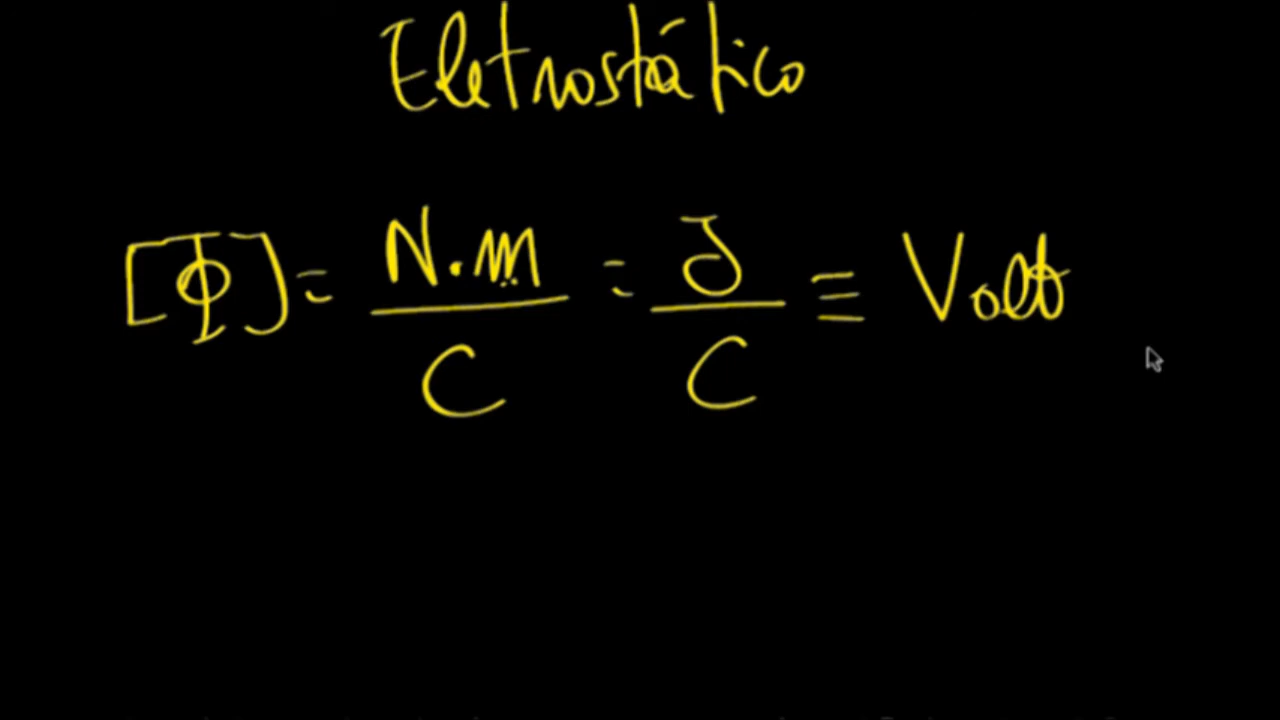 Eletrostático
[Φ] = N.m / C = J / C ≡ Volt